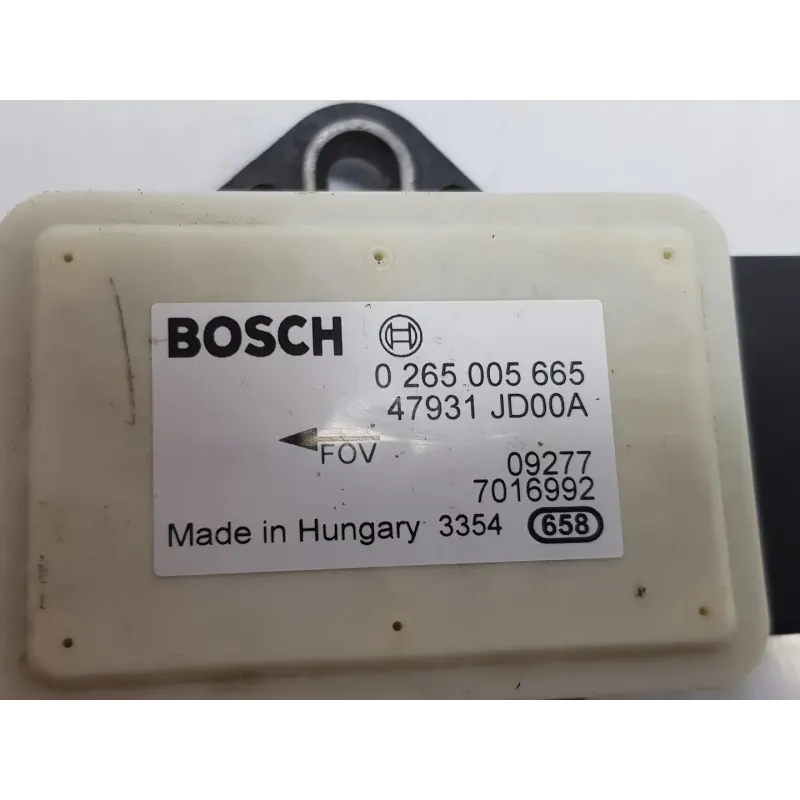 BOSCH
0 265 005 665
47931 JD00A
FOV
09277
7016992
Made in Hungary 3354 658